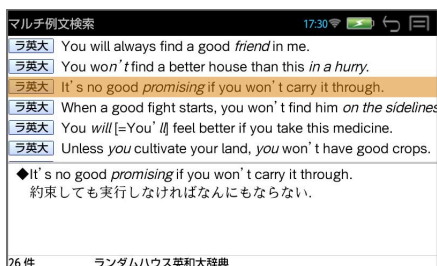 マルチ例文検索 17:30
ラ英大 You will always find a good friend in me.
ラ英大 You won't find a better house than this in a hurry.
ラ英大 It's no good promising if you won't carry it through.
ラ英大 When a good fight starts, you won't find him on the sidelines
ラ英大 You will [=You'll] feel better if you take this medicine.
ラ英大 Unless you cultivate your land, you won't have good crops.
◆It's no good promising if you won't carry it through.
約束しても実行しなければなんにもならない.
26件 ランダムハウス英和大辞典